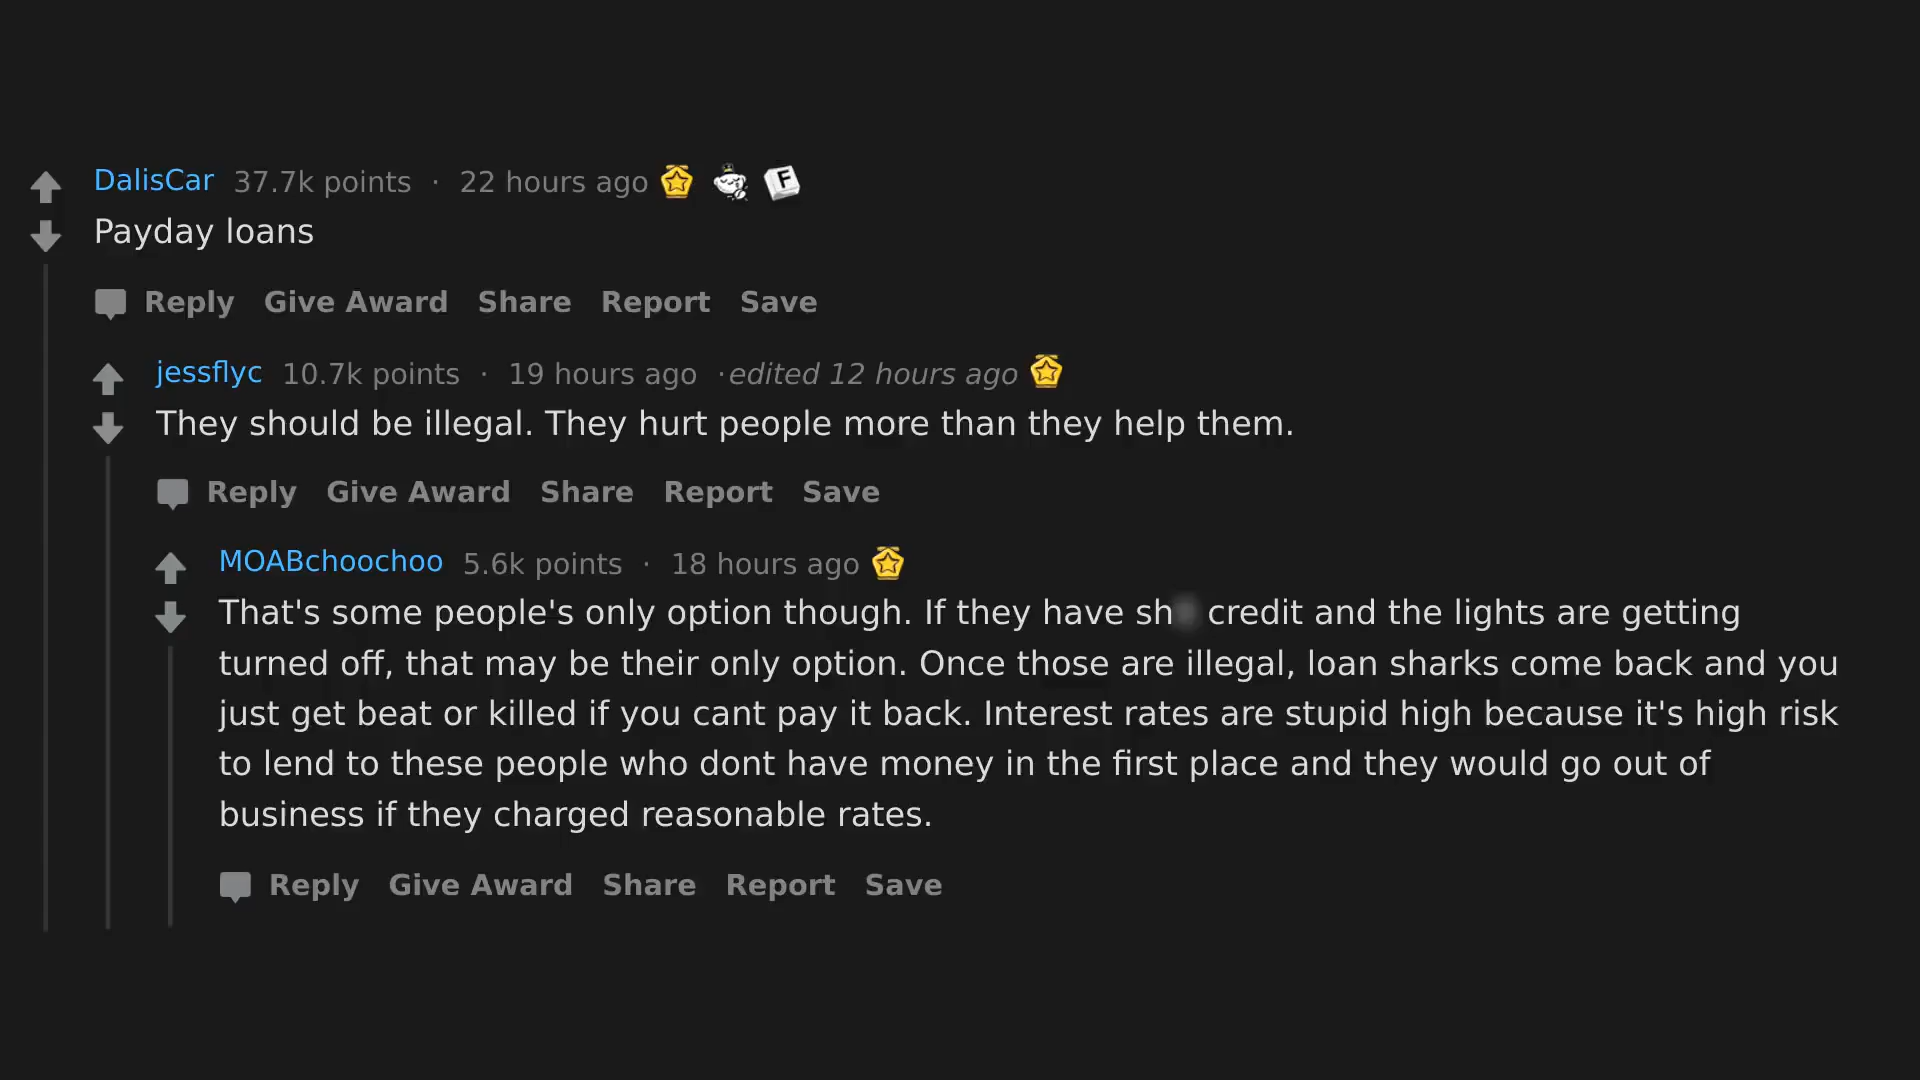 DalisCar 37.7k points · 22 hours ago F
Payday loans
Reply Give Award Share Report Save
jessflyc 10.7k points · 19 hours ago ·edited 12 hours ago
They should be illegal. They hurt people more than they help them.
Reply Give Award Share Report Save
MOABchoochoo 5.6k points · 18 hours ago
That's some people's only option though. If they have sh credit and the lights are getting
turned off, that may be their only option. Once those are illegal, loan sharks come back and you
just get beat or killed if you cant pay it back. Interest rates are stupid high because it's high risk
to lend to these people who dont have money in the first place and they would go out of
business if they charged reasonable rates.
Reply Give Award Share Report Save